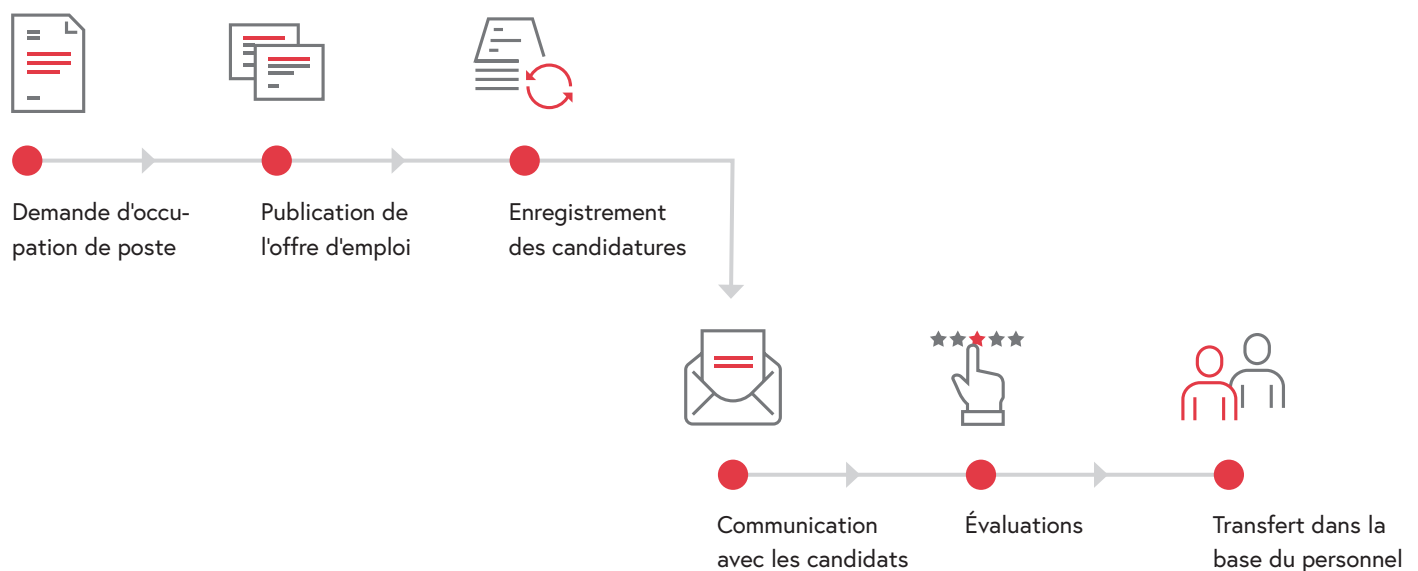 Demande d'occu-
pation de poste
Publication de
l'offre d'emploi
Enregistrement
des candidatures
Communication
avec les candidats
Évaluations
Transfert dans la
base du personnel